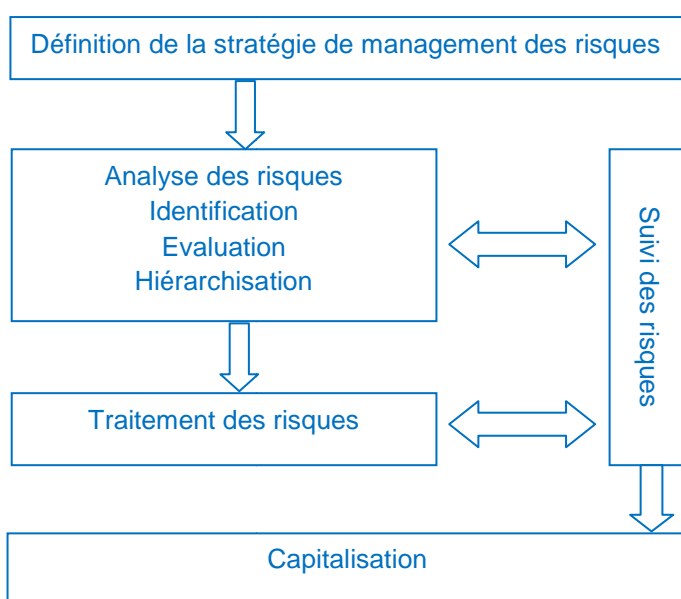 Définition de la stratégie de management des risques
Analyse des risques
Identification
Evaluation
Hiérarchisation
Suivi des risques
Traitement des risques
Capitalisation